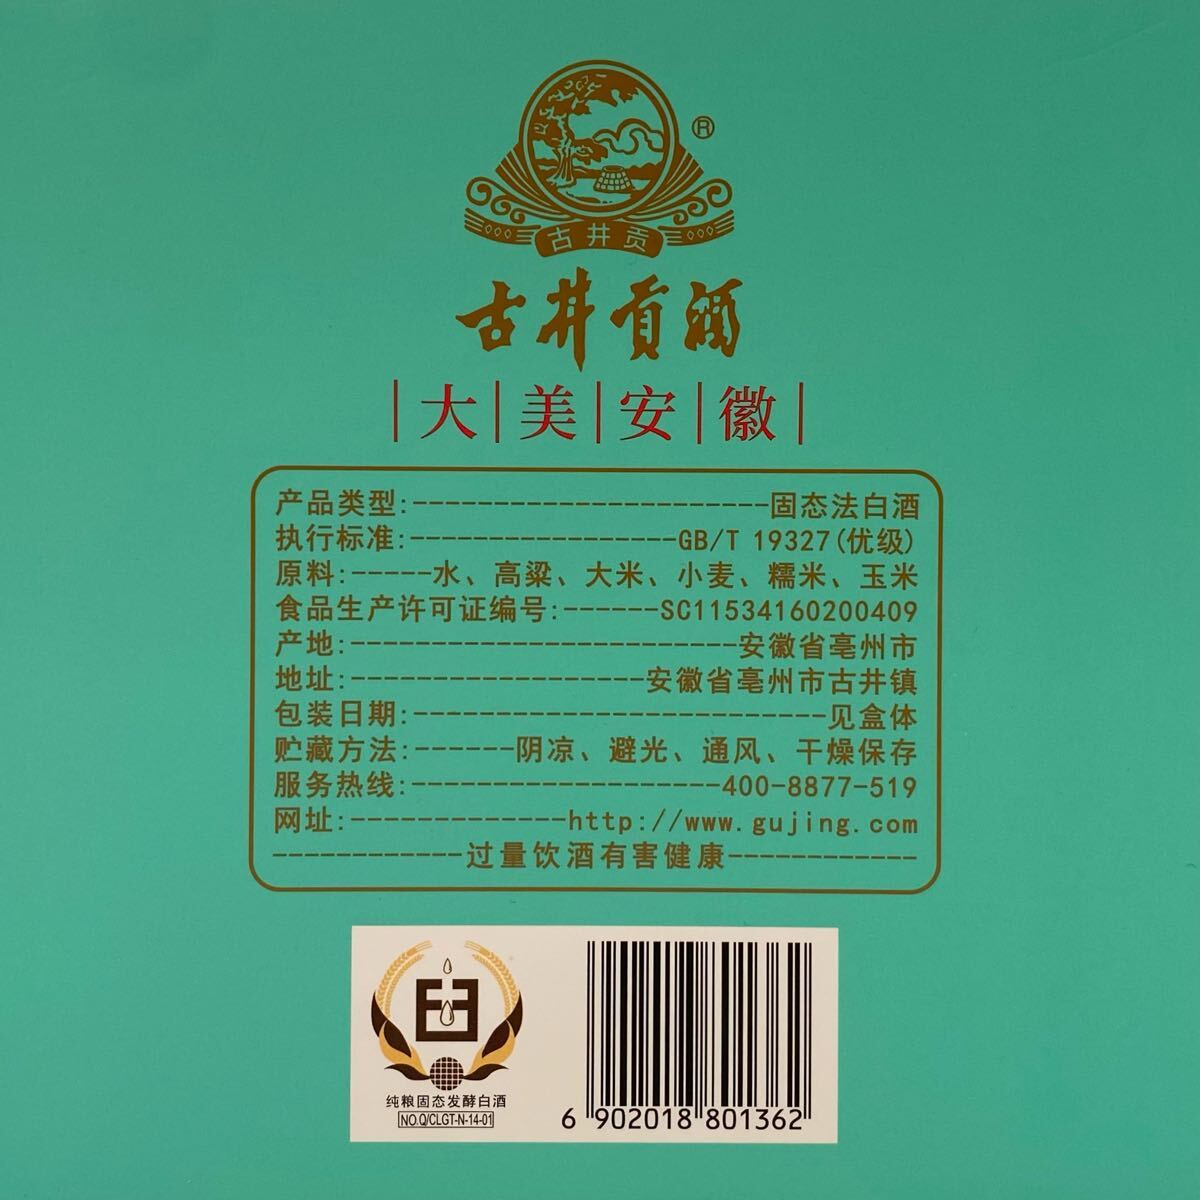 ®
古井贡
古井贡酒
|大|美|安|徽|
产品类型:----------------------固态法白酒
执行标准:-----------------GB/T 19327(优级)
原料:-----水、高粱、大米、小麦、糯米、玉米
食品生产许可证编号:------SC11534160200409
产地:------------------------安徽省亳州市
地址:------------------安徽省亳州市古井镇
包装日期:--------------------------见盒体
贮藏方法:------阴凉、避光、通风、干燥保存
服务热线:-------------------400-8877-519
网址:-------------http://www.gujing.com
------------过量饮酒有害健康------------
纯粮固态发酵白酒
NO.Q/CLGT-N-14-01
6 902018 801362